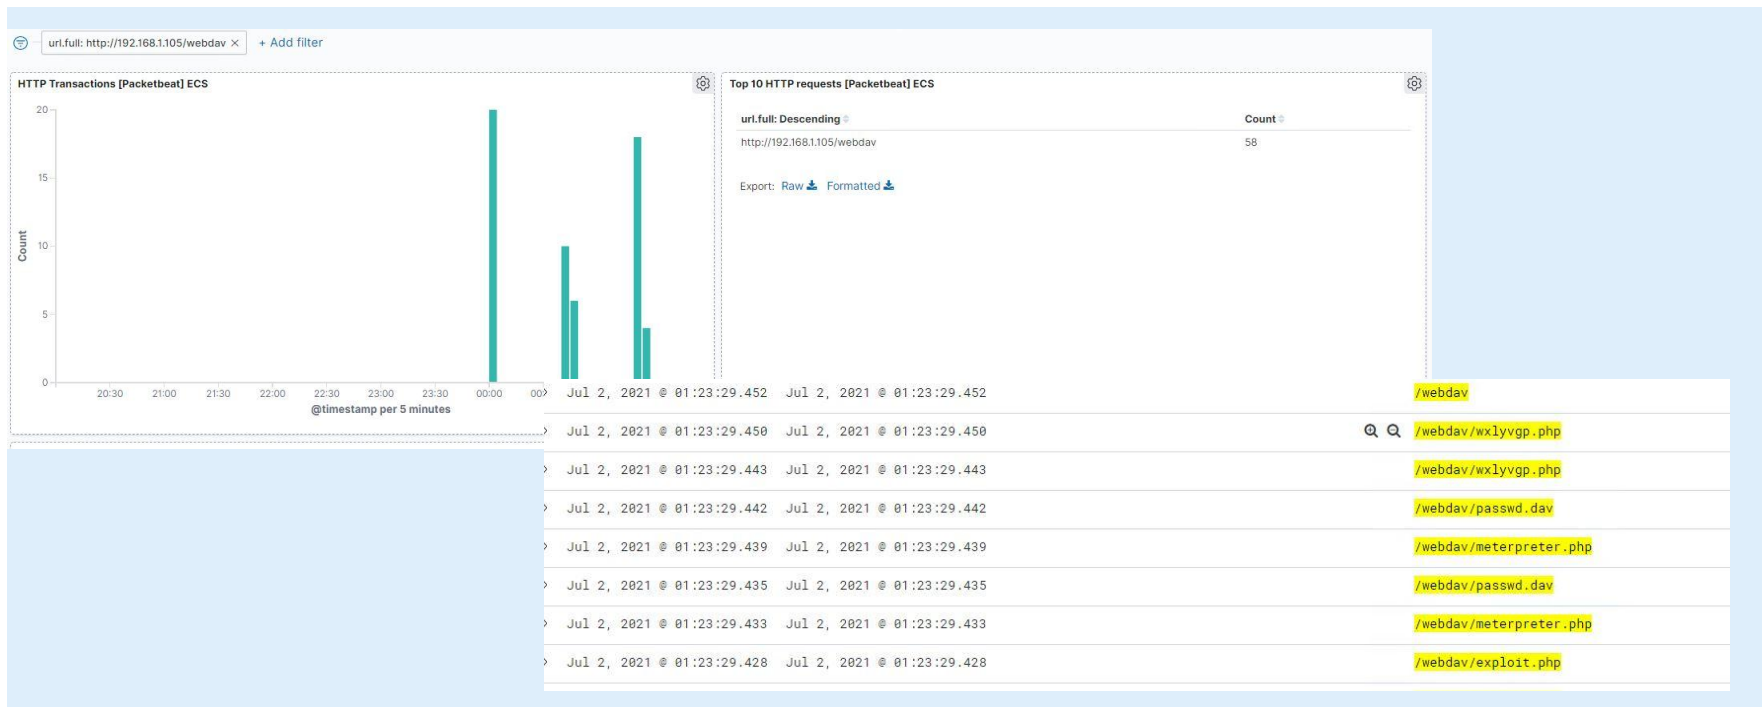 url.full: http://192.168.1.105/webdav × + Add filter
HTTP Transactions [Packetbeat] ECS
20
15
10
5
0
Count
20:30 21:00 21:30 22:00 22:30 23:00 23:30 00:00 00
@timestamp per 5 minutes
Top 10 HTTP requests [Packetbeat] ECS
url.full: Descending Count
http://192.168.1.105/webdav 58
Export: Raw Formatted
Jul 2, 2021 @ 01:23:29.452 Jul 2, 2021 @ 01:23:29.452 /webdav
Jul 2, 2021 @ 01:23:29.450 Jul 2, 2021 @ 01:23:29.450 /webdav/wxlyvgp.php
Jul 2, 2021 @ 01:23:29.443 Jul 2, 2021 @ 01:23:29.443 /webdav/wxlyvgp.php
Jul 2, 2021 @ 01:23:29.442 Jul 2, 2021 @ 01:23:29.442 /webdav/passwd.dav
Jul 2, 2021 @ 01:23:29.439 Jul 2, 2021 @ 01:23:29.439 /webdav/meterpreter.php
Jul 2, 2021 @ 01:23:29.435 Jul 2, 2021 @ 01:23:29.435 /webdav/passwd.dav
Jul 2, 2021 @ 01:23:29.433 Jul 2, 2021 @ 01:23:29.433 /webdav/meterpreter.php
Jul 2, 2021 @ 01:23:29.428 Jul 2, 2021 @ 01:23:29.428 /webdav/exploit.php